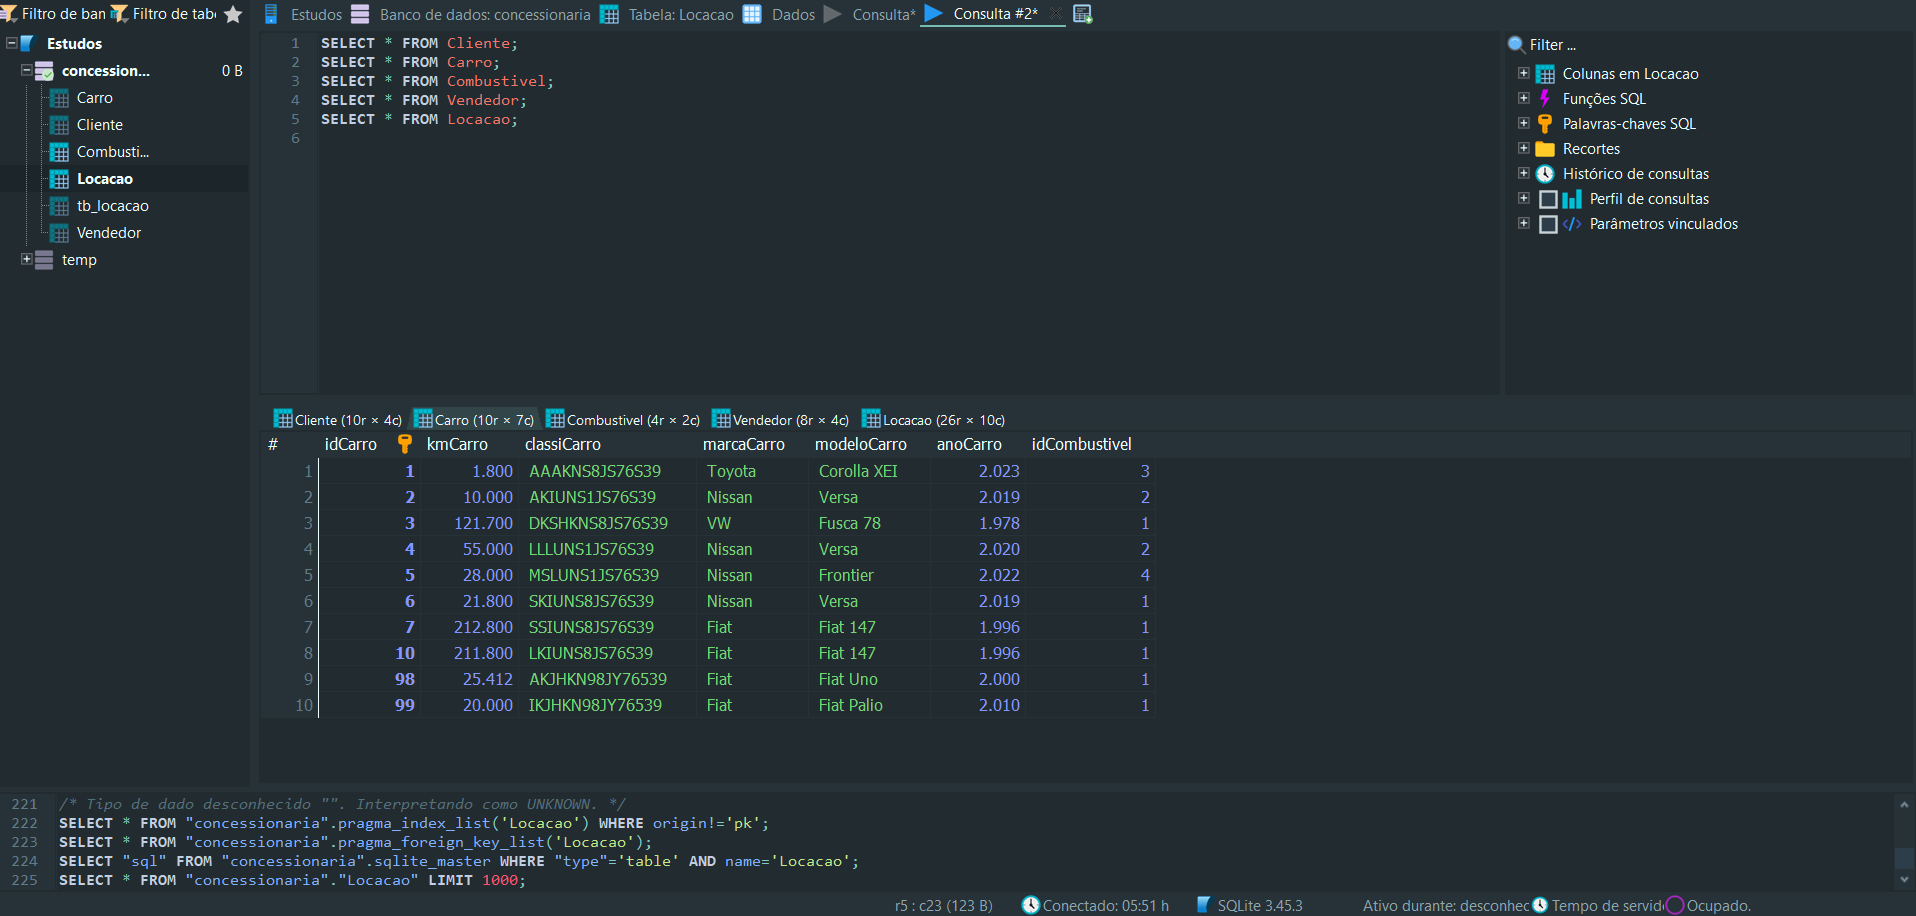 Filtro de ban Filtro de tabe
Estudos Banco de dados: concessionaria Tabela: Locacao Dados Consulta* Consulta #2*
Estudos
concession... 0 B
Carro
Cliente
Combusti...
Locacao
tb_locacao
Vendedor
temp
1 SELECT * FROM Cliente;
2 SELECT * FROM Carro;
3 SELECT * FROM Combustivel;
4 SELECT * FROM Vendedor;
5 SELECT * FROM Locacao;
6
Filter ...
Colunas em Locacao
Funções SQL
Palavras-chaves SQL
Recortes
Histórico de consultas
Perfil de consultas
Parâmetros vinculados
Cliente (10r × 4c) Carro (10r × 7c) Combustivel (4r × 2c) Vendedor (8r × 4c) Locacao (26r × 10c)
# idCarro kmCarro classiCarro marcaCarro modeloCarro anoCarro idCombustivel
1 1 1.800 AAAKNS8JS76S39 Toyota Corolla XEI 2.023 3
2 2 10.000 AKIUNS1JS76S39 Nissan Versa 2.019 2
3 3 121.700 DKSHKNS8JS76S39 VW Fusca 78 1.978 1
4 4 55.000 LLLUNS1JS76S39 Nissan Versa 2.020 2
5 5 28.000 MSLUNS1JS76S39 Nissan Frontier 2.022 4
6 6 21.800 SKIUNS8JS76S39 Nissan Versa 2.019 1
7 7 212.800 SSIUNS8JS76S39 Fiat Fiat 147 1.996 1
8 10 211.800 LKIUNS8JS76S39 Fiat Fiat 147 1.996 1
9 98 25.412 AKJHKN98JY76539 Fiat Fiat Uno 2.000 1
10 99 20.000 IKJHKN98JY76539 Fiat Fiat Palio 2.010 1
221 /* Tipo de dado desconhecido "". Interpretando como UNKNOWN. */
222 SELECT * FROM "concessionaria".pragma_index_list('Locacao') WHERE origin!='pk';
223 SELECT * FROM "concessionaria".pragma_foreign_key_list('Locacao');
224 SELECT "sql" FROM "concessionaria".sqlite_master WHERE "type"='table' AND name='Locacao';
225 SELECT * FROM "concessionaria"."Locacao" LIMIT 1000;
r5 : c23 (123 B) Conectado: 05:51 h SQLite 3.45.3 Ativo durante: desconhec Tempo de servid Ocupado.